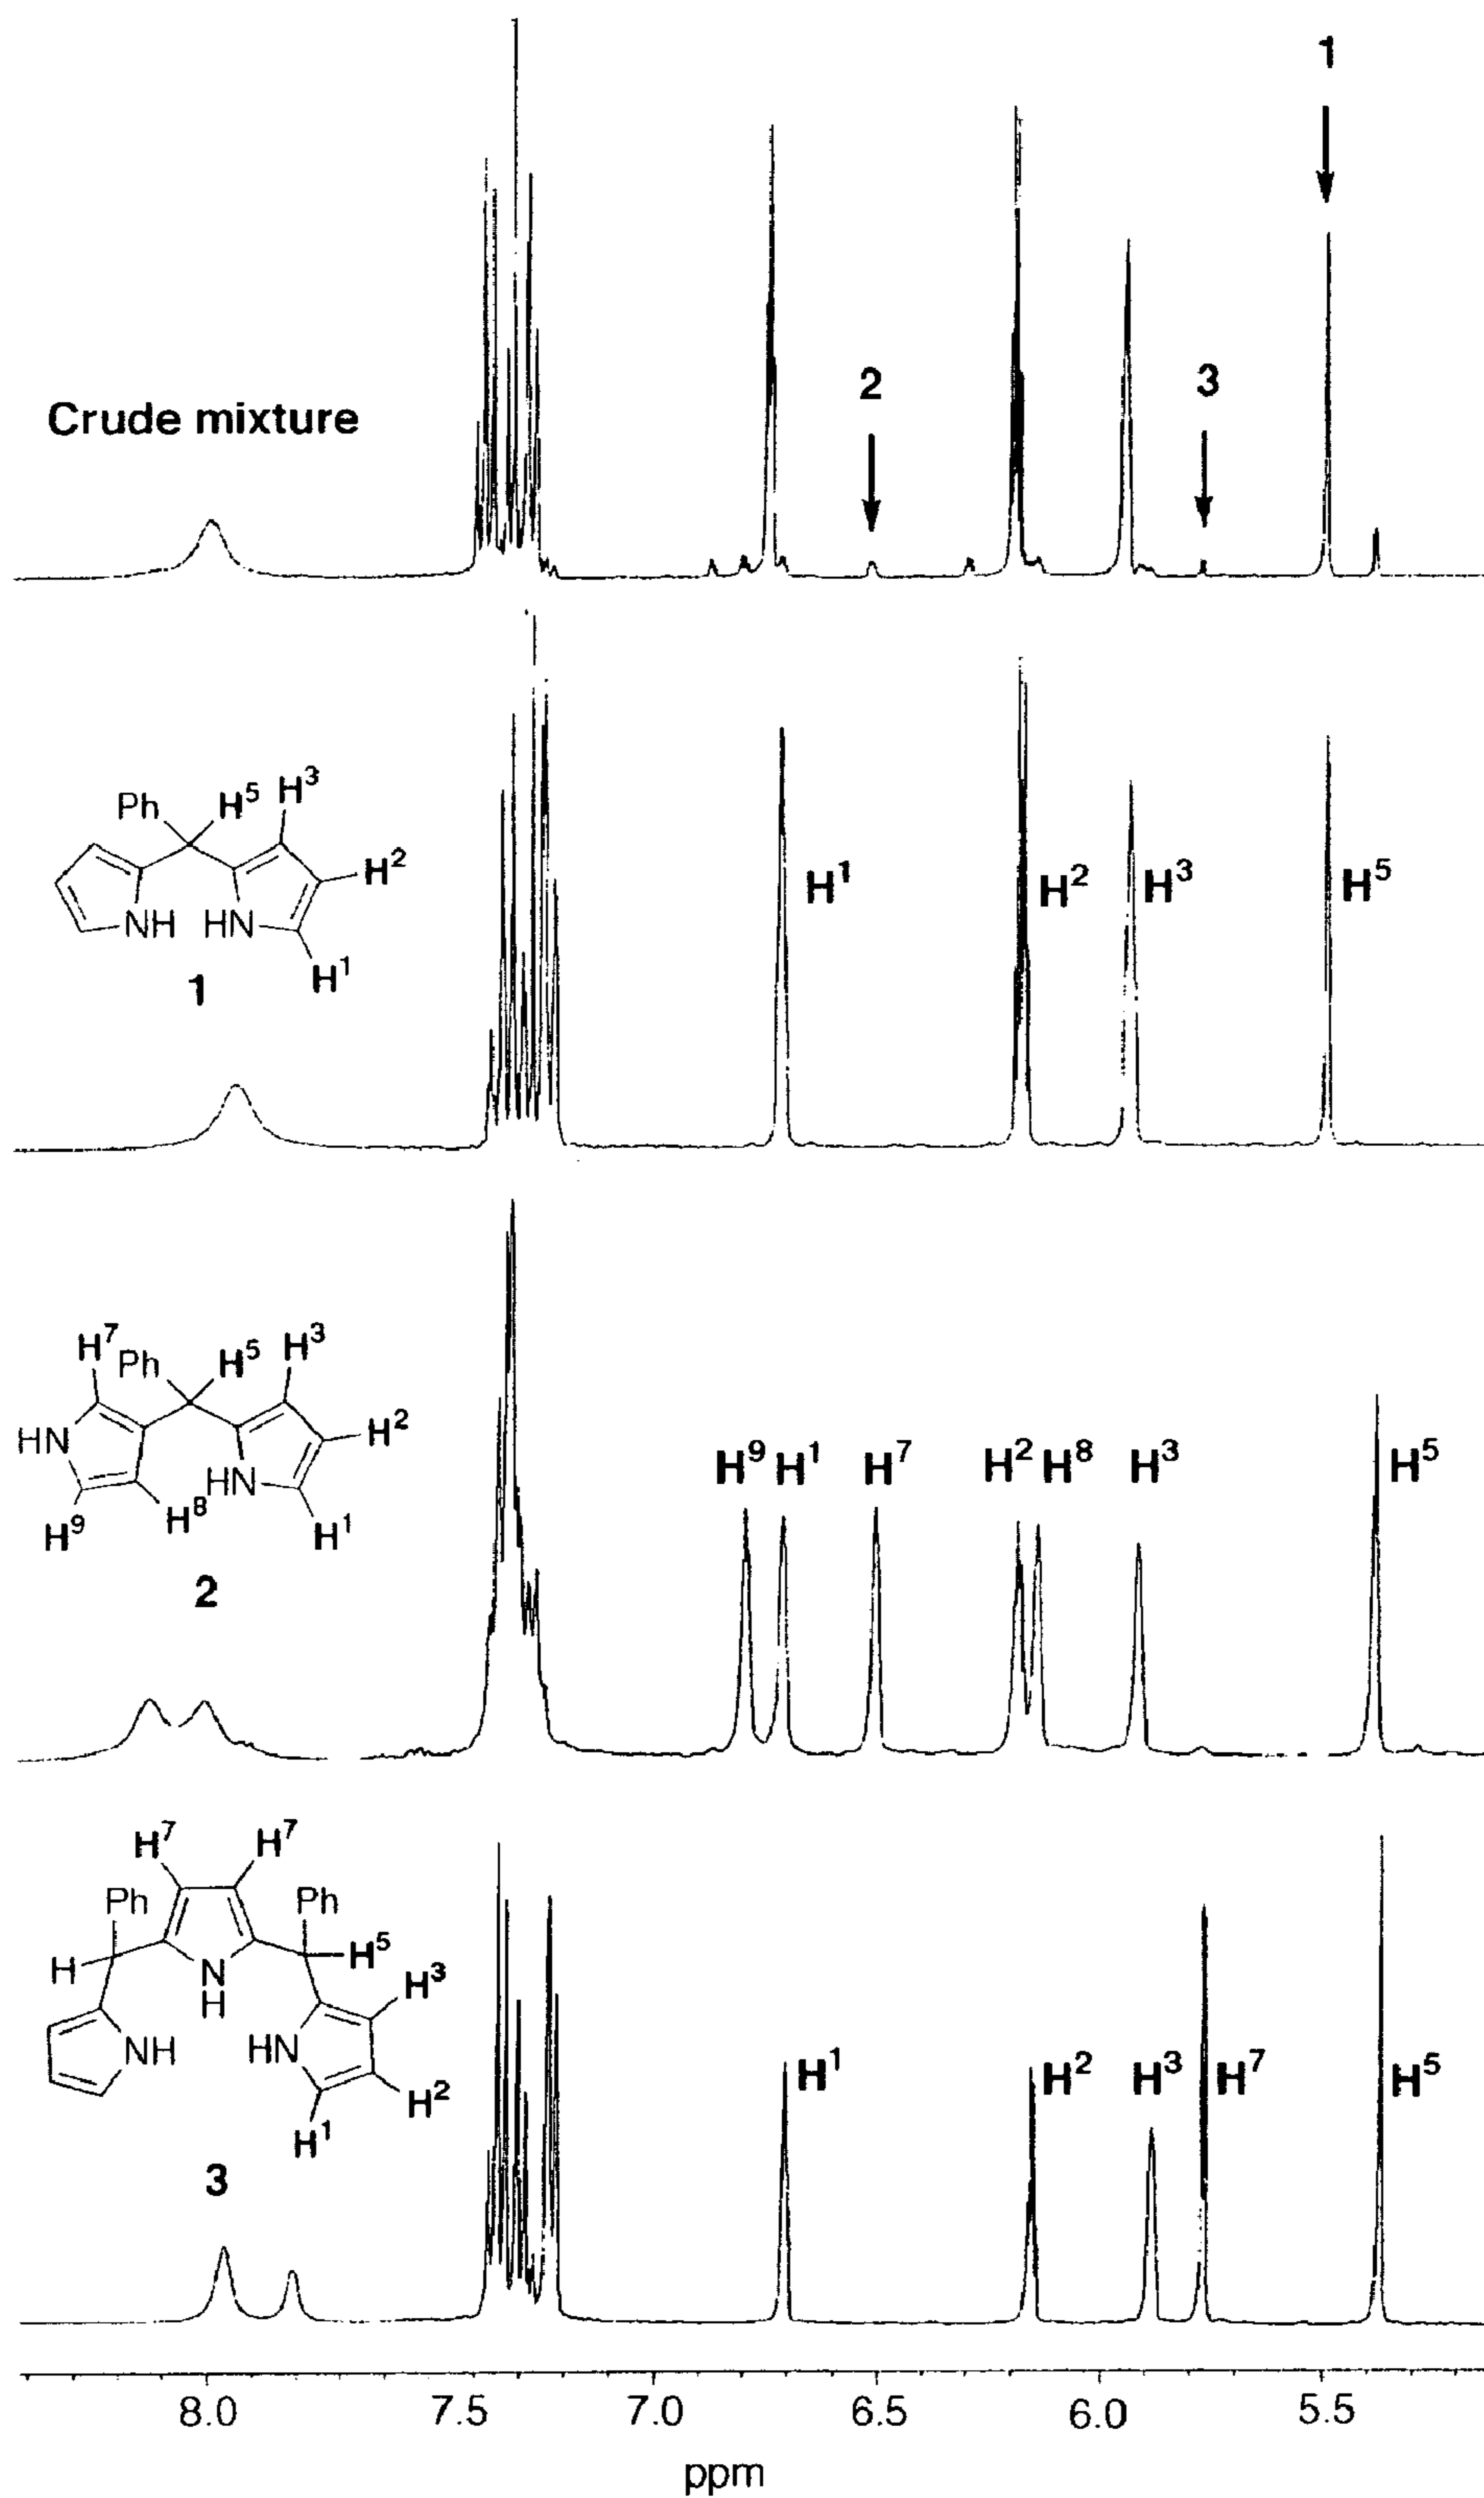 1
2
3
Crude mixture
Ph H⁵ H³
H²
NH HN
H¹
1
H¹ H² H³ H⁵
H⁷ Ph H⁵ H³
HN H²
HN
H⁹ H⁸ H¹
2
H⁹ H¹ H⁷ H² H⁸ H³ H⁵
H⁷ H⁷
Ph Ph
H N H H⁵
H³
NH HN
H²
H¹
3
H¹ H² H³ H⁷ H⁵
8.0 7.5 7.0 6.5 6.0 5.5
ppm